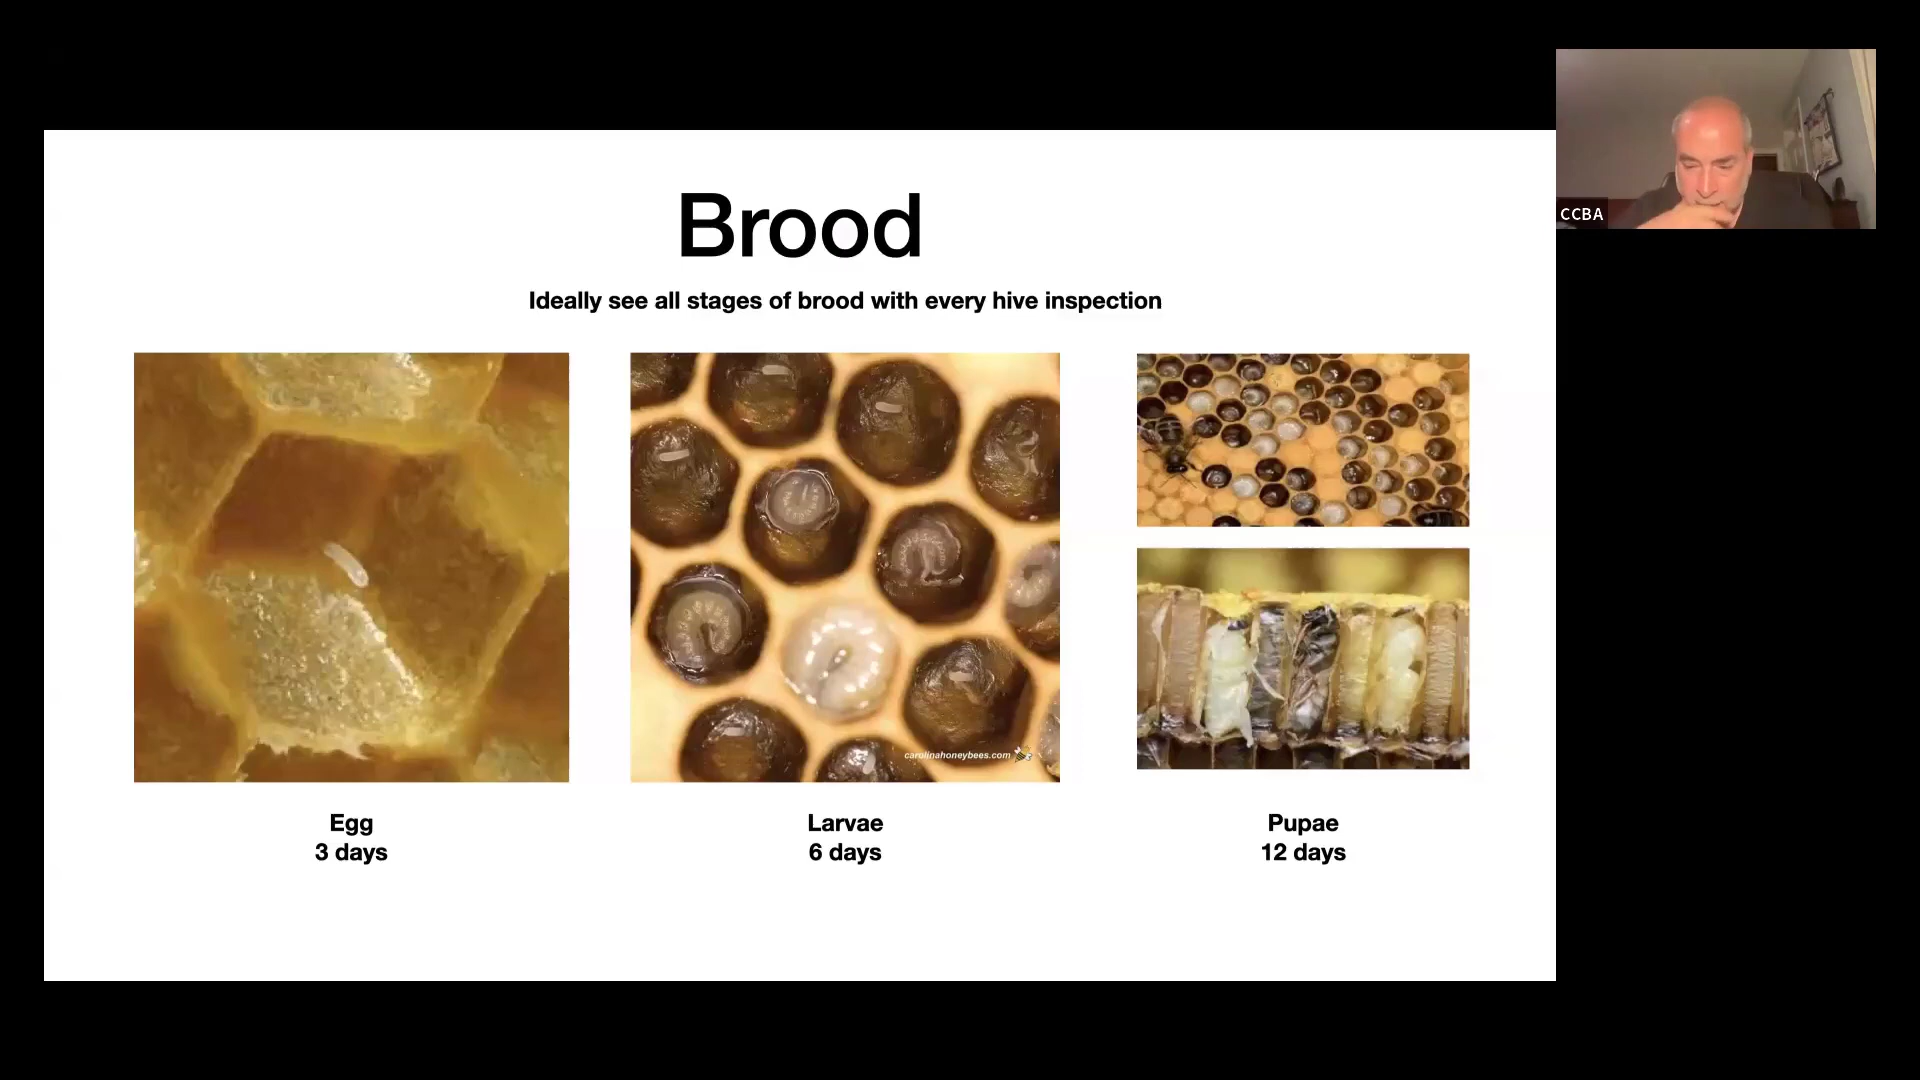 Brood
Ideally see all stages of brood with every hive inspection
carolinahoneybees.com
Egg
3 days
Larvae
6 days
Pupae
12 days
CCBA